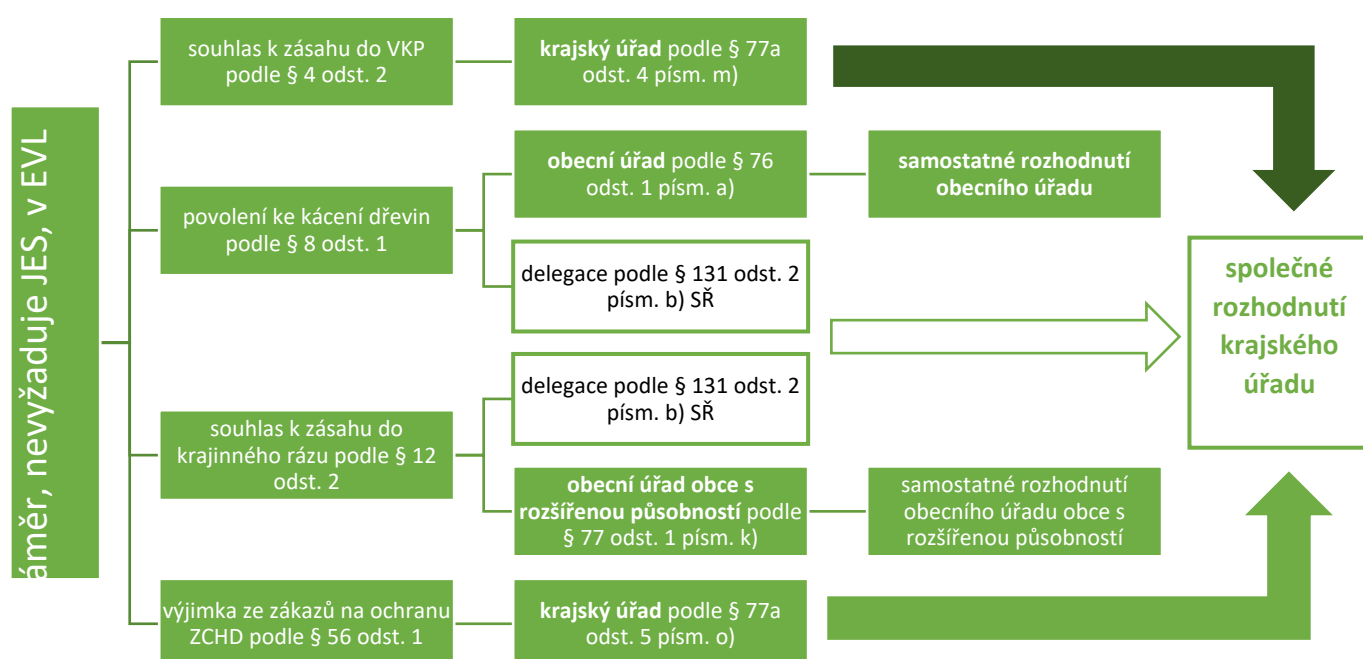 áměr, nevyžaduje JES, v EVL
souhlas k zásahu do VKP
podle § 4 odst. 2
krajský úřad podle § 77a
odst. 4 písm. m)
povolení ke kácení dřevin
podle § 8 odst. 1
obecní úřad podle § 76
odst. 1 písm. a)
samostatné rozhodnutí
obecního úřadu
delegace podle § 131 odst. 2
písm. b) SŘ
souhlas k zásahu do
krajinného rázu podle § 12
odst. 2
delegace podle § 131 odst. 2
písm. b) SŘ
obecní úřad obce s
rozšířenou působností podle
§ 77 odst. 1 písm. k)
samostatné rozhodnutí
obecního úřadu obce s
rozšířenou působností
výjimka ze zákazů na ochranu
ZCHD podle § 56 odst. 1
krajský úřad podle § 77a
odst. 5 písm. o)
společné
rozhodnutí
krajského
úřadu